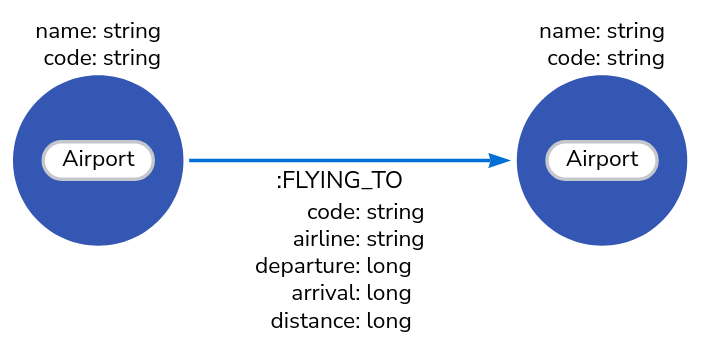 name: string
code: string
Airport
name: string
code: string
Airport
:FLYING_TO
code: string
airline: string
departure: long
arrival: long
distance: long